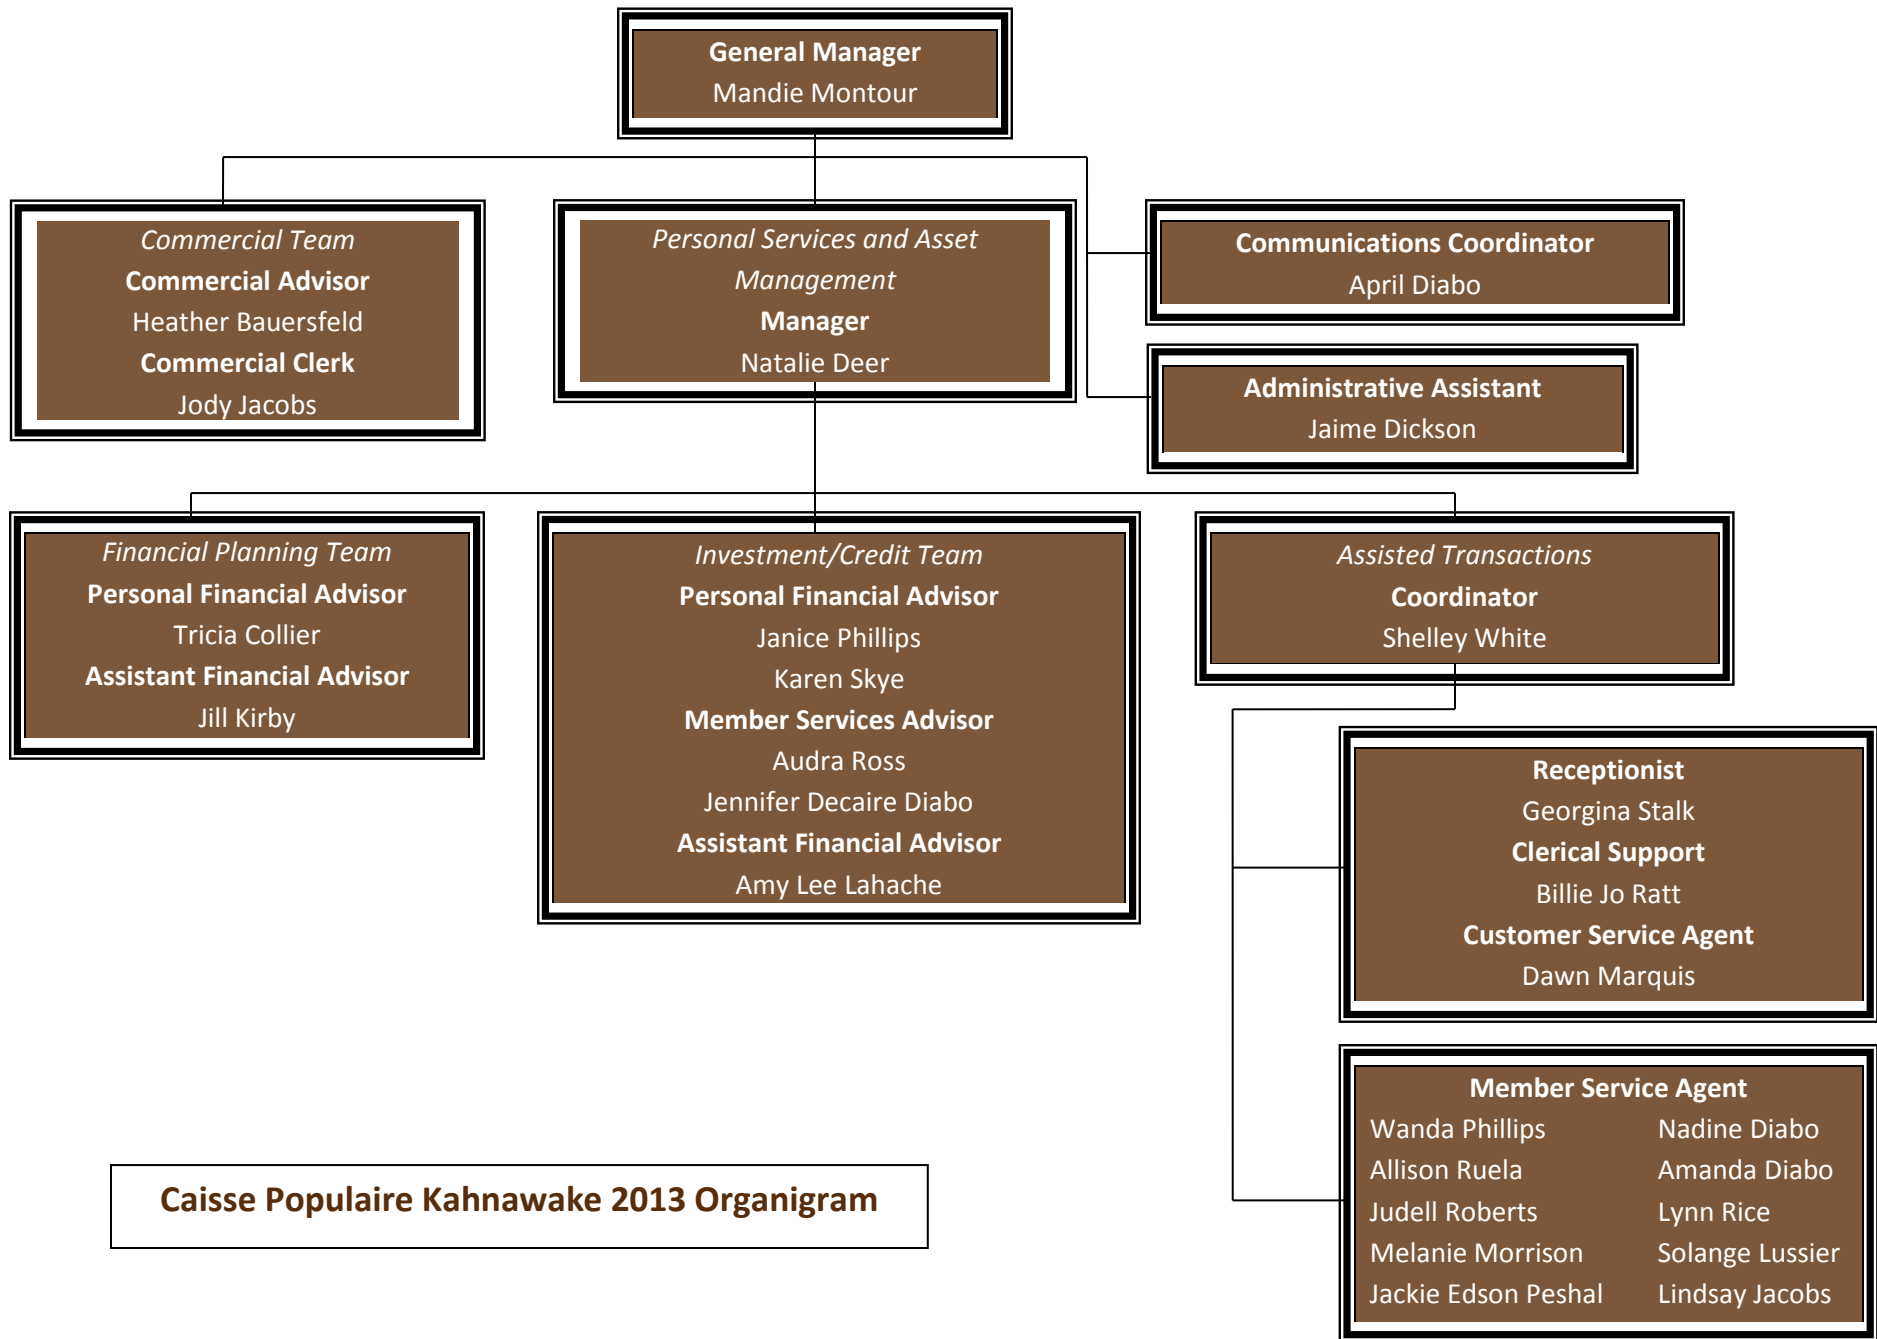 General Manager
Mandie Montour
Commercial Team
Commercial Advisor
Heather Bauersfeld
Commercial Clerk
Jody Jacobs
Personal Services and Asset
Management
Manager
Natalie Deer
Communications Coordinator
April Diabo
Administrative Assistant
Jaime Dickson
Financial Planning Team
Personal Financial Advisor
Tricia Collier
Assistant Financial Advisor
Jill Kirby
Investment/Credit Team
Personal Financial Advisor
Janice Phillips
Karen Skye
Member Services Advisor
Audra Ross
Jennifer Decaire Diabo
Assistant Financial Advisor
Amy Lee Lahache
Assisted Transactions
Coordinator
Shelley White
Receptionist
Georgina Stalk
Clerical Support
Billie Jo Ratt
Customer Service Agent
Dawn Marquis
Member Service Agent
Wanda Phillips Nadine Diabo
Allison Ruela Amanda Diabo
Judell Roberts Lynn Rice
Melanie Morrison Solange Lussier
Jackie Edson Peshal Lindsay Jacobs
Caisse Populaire Kahnawake 2013 Organigram